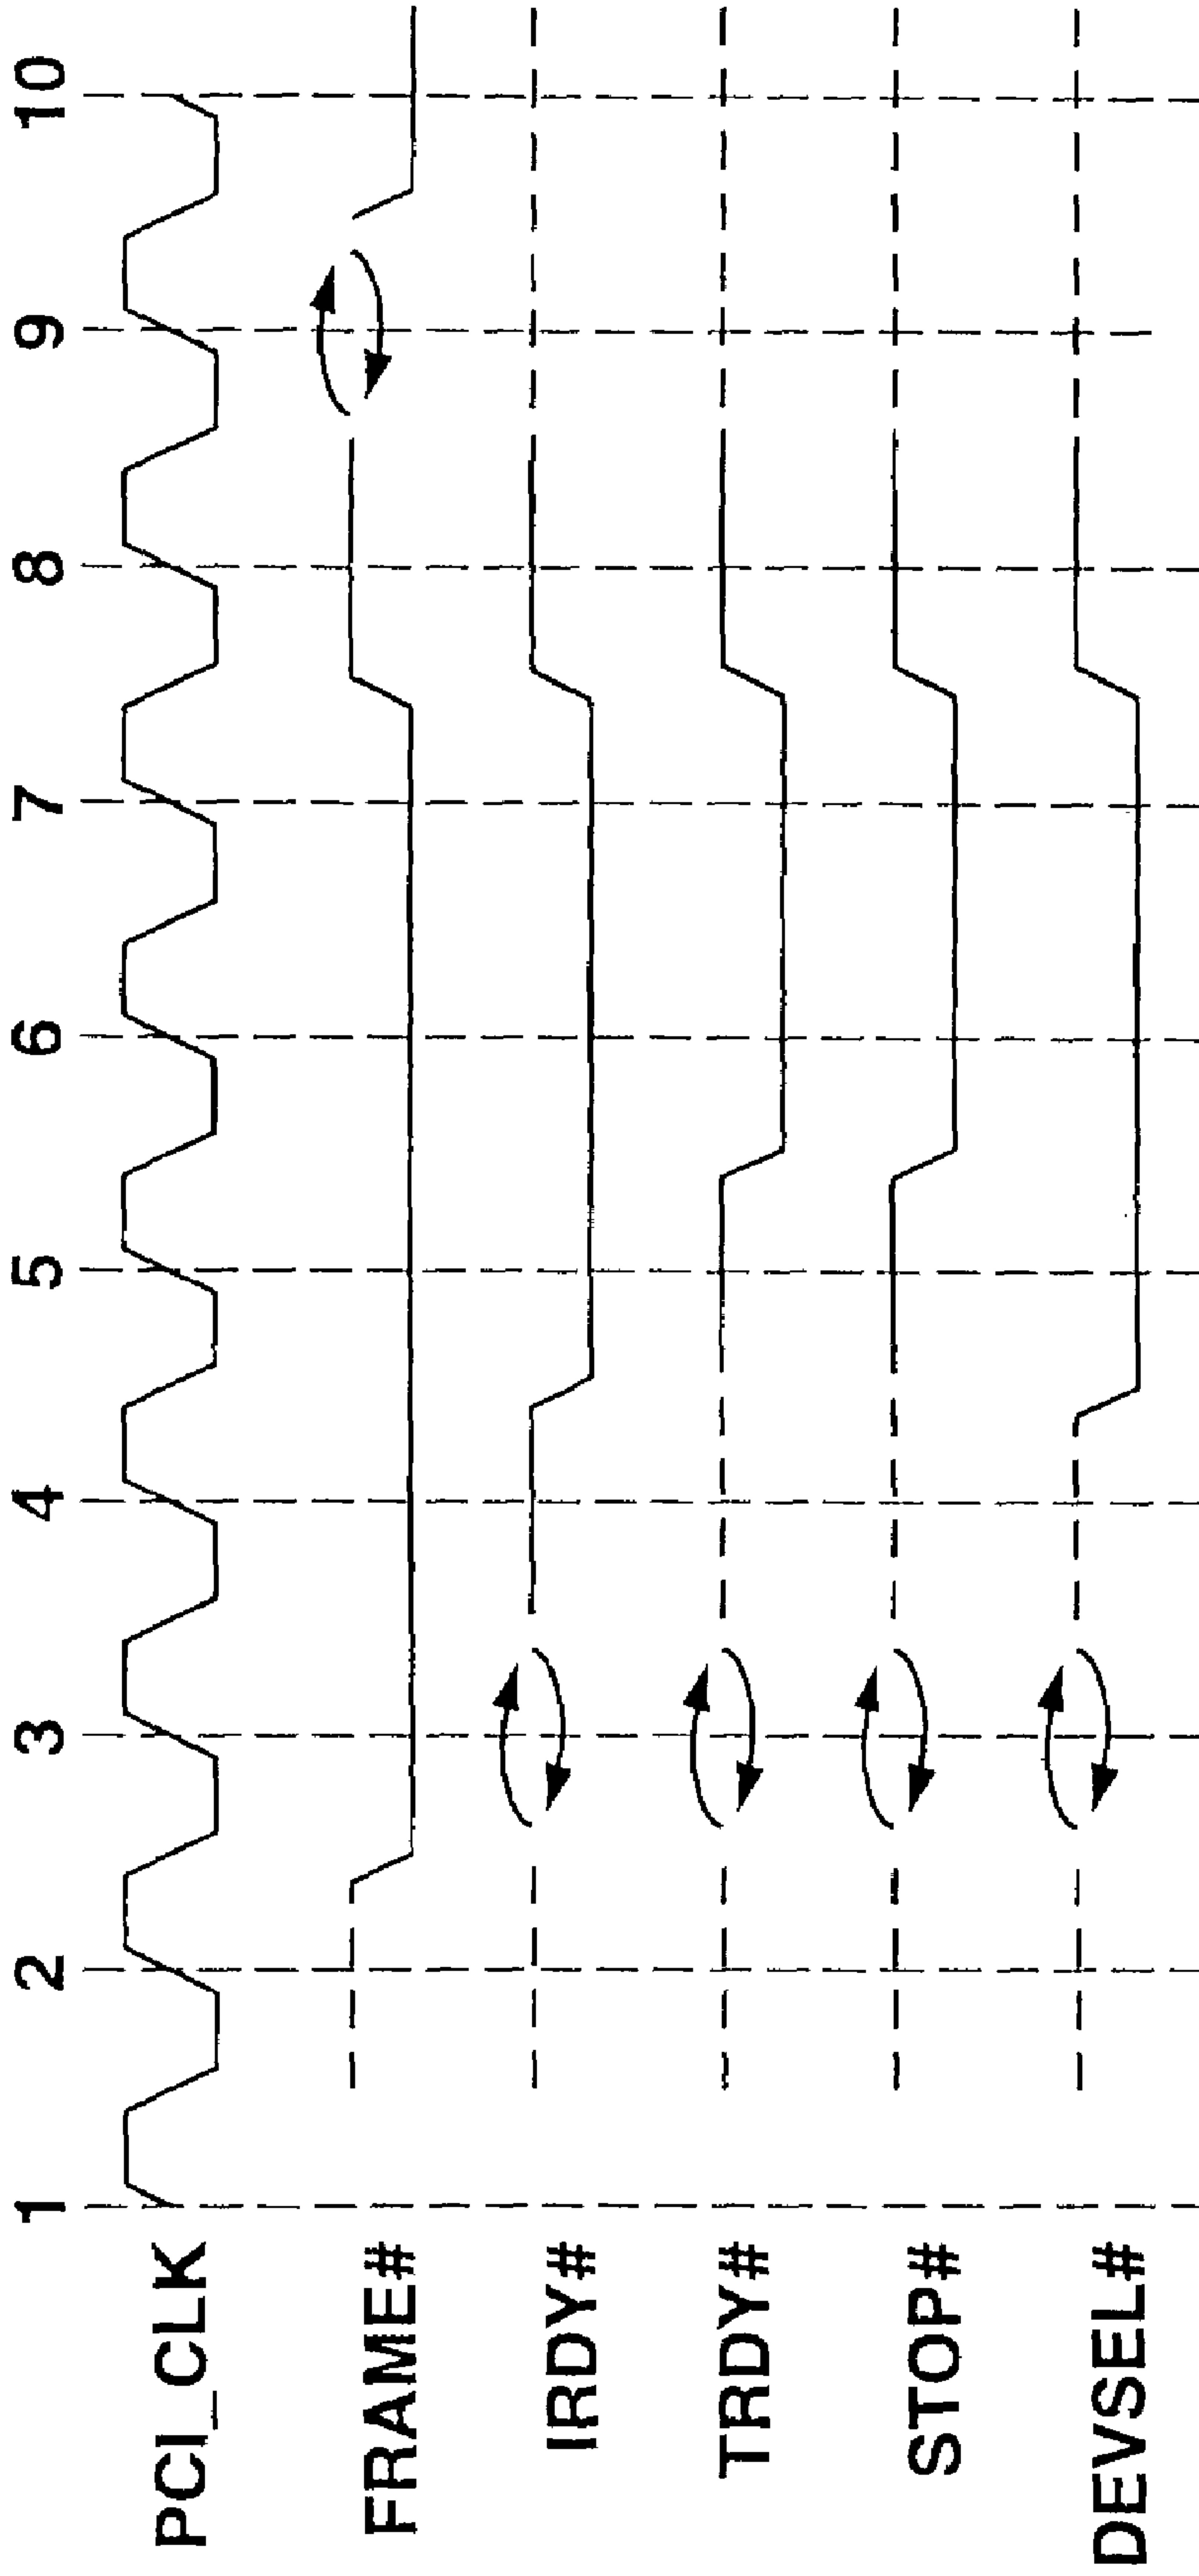 1 2 3 4 5 6 7 8 9 10
PCI_CLK
FRAME#
IRDY#
TRDY#
STOP#
DEVSEL#